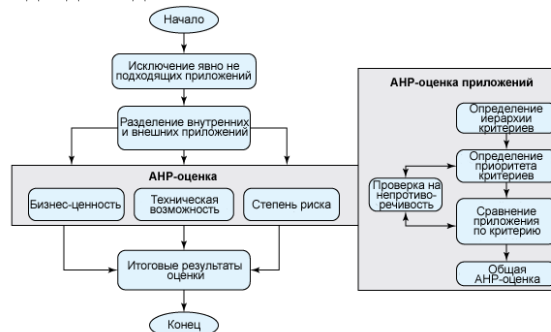 Начало
Исключение явно не
подходящих приложений
Разделение внутренних
и внешних приложений
АНР-оценка
Бизнес-ценность
Техническая
возможность
Степень риска
Итоговые результаты
оценки
Конец
АНР-оценка приложений
Определение
иерархии
критериев
Определение
приоритета
критериев
Проверка на
непротиво-
речивость
Сравнение
приложения
по критерию
Общая
АНР-оценка